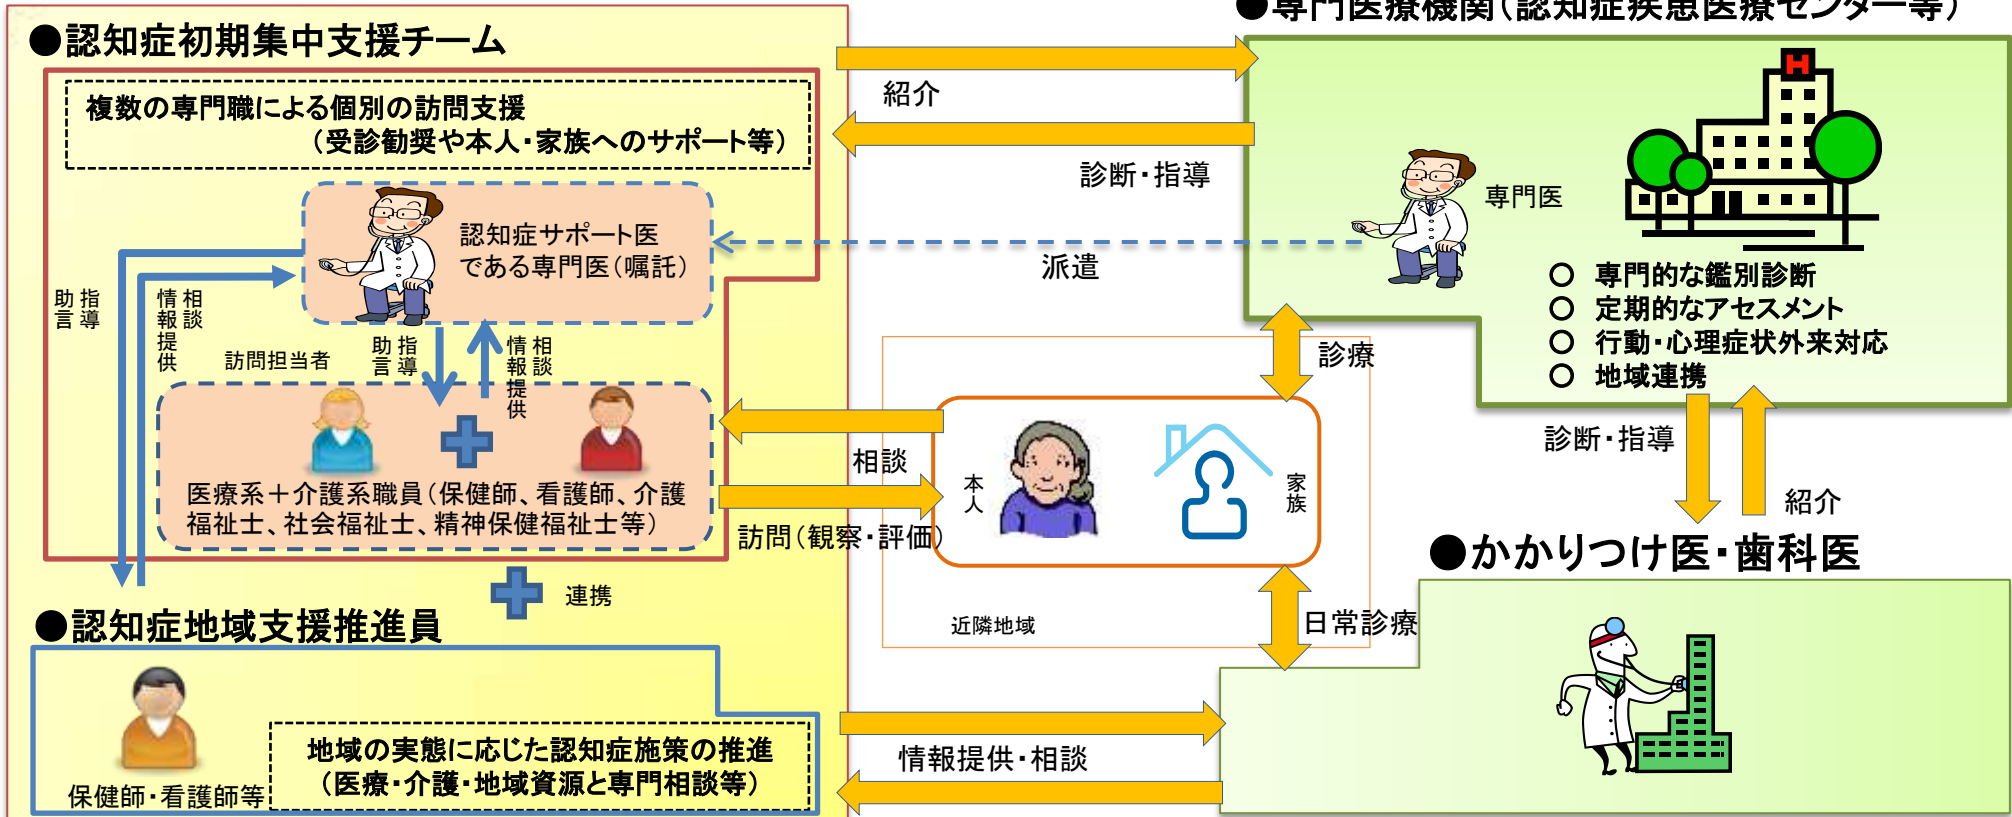 ●専門医療機関(認知症疾患医療センター等)
●認知症初期集中支援チーム
複数の専門職による個別の訪問支援
(受診勧奨や本人・家族へのサポート等)
紹介
診断・指導
専門医
認知症サポート医
である専門医(嘱託)
派遣
○ 専門的な鑑別診断
○ 定期的なアセスメント
○ 行動・心理症状外来対応
○ 地域連携
指導
助言
相談
情報提供
訪問担当者
指導
助言
相談
情報提供
診療
医療系+介護系職員(保健師、看護師、介護
福祉士、社会福祉士、精神保健福祉士等)
相談
訪問(観察・評価)
本人
家族
近隣地域
診断・指導
紹介
●かかりつけ医・歯科医
連携
日常診療
●認知症地域支援推進員
保健師・看護師等
地域の実態に応じた認知症施策の推進
(医療・介護・地域資源と専門相談等)
情報提供・相談